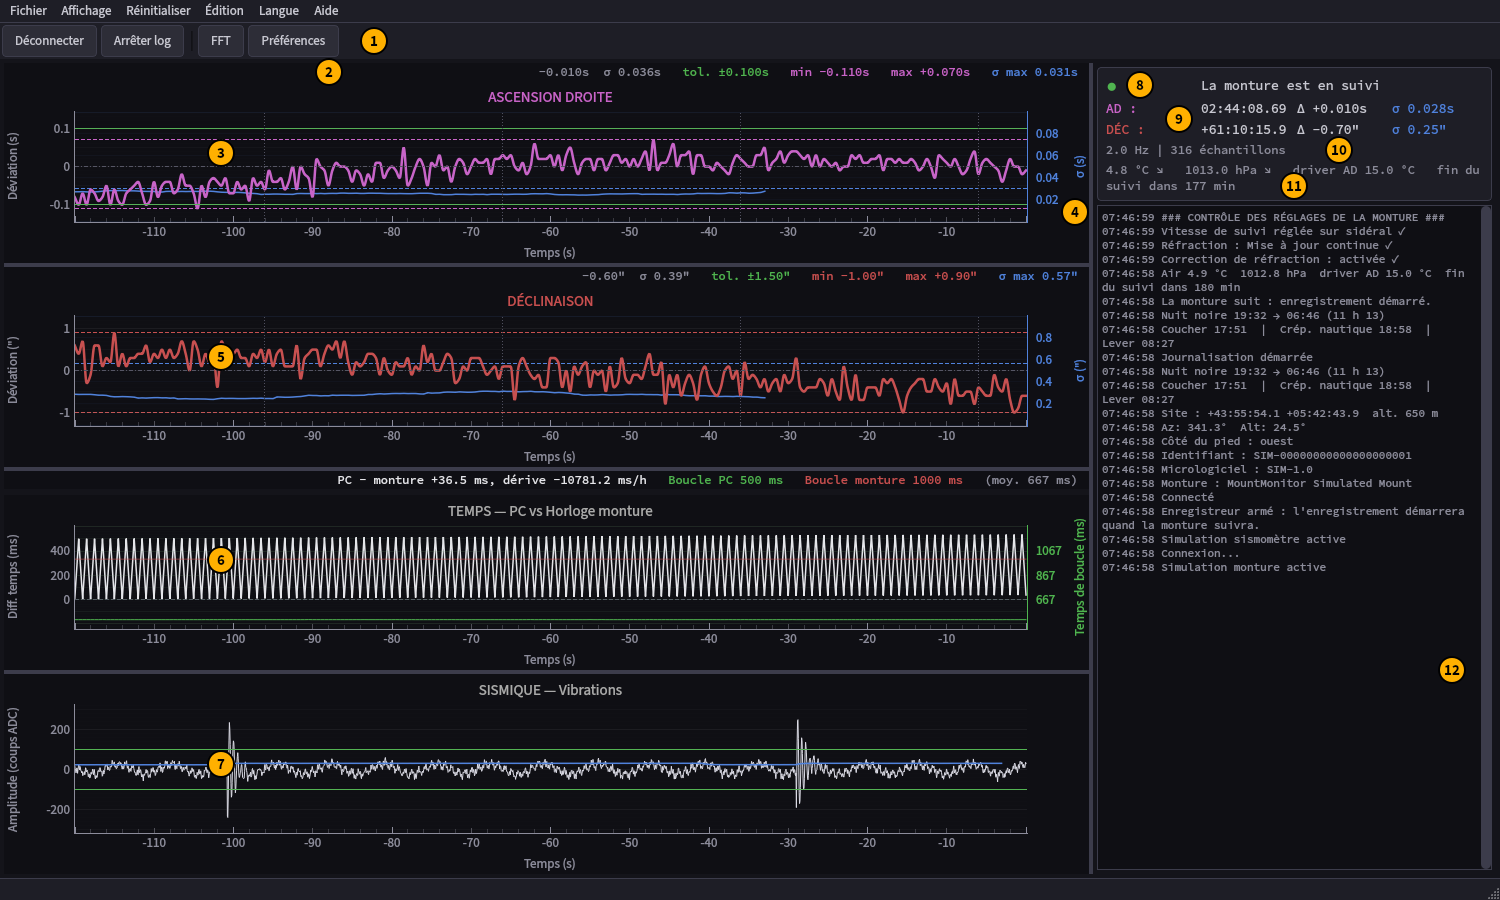 Fichier Affichage Réinitialiser Édition Langue Aide
Déconnecter Arrêter log FFT Préférences 1
2 −0.010s σ 0.036s tol. ±0.100s min −0.110s max +0.070s σ max 0.031s
ASCENSION DROITE
Déviation (s)
0.1
0
-0.1
3
0.08
0.06
0.04
0.02
σ (s)
4
-110 -100 -90 -80 -70 -60 -50 -40 -30 -20 -10
Temps (s)
−0.60" σ 0.39" tol. ±1.50" min −1.00" max +0.90" σ max 0.57"
DÉCLINAISON
Déviation (")
1
0
-1
5
0.8
0.6
0.4
0.2
σ (")
-110 -100 -90 -80 -70 -60 -50 -40 -30 -20 -10
Temps (s)
PC − monture +36.5 ms, dérive −10781.2 ms/h Boucle PC 500 ms Boucle monture 1000 ms (moy. 667 ms)
TEMPS — PC vs Horloge monture
Diff. temps (ms)
400
200
0
6
1067
867
667
Temps de boucle (ms)
-110 -100 -90 -80 -70 -60 -50 -40 -30 -20 -10
Temps (s)
SISMIQUE — Vibrations
Amplitude (coups ADC)
200
0
-200
7
-110 -100 -90 -80 -70 -60 -50 -40 -30 -20 -10
Temps (s)
8 La monture est en suivi
AD : 02:44:08.69 Δ +0.010s σ 0.028s
9
DÉC : +61:10:15.9 Δ −0.70" σ 0.25"
2.0 Hz | 316 échantillons 10
4.8 °C ↘ 1013.0 hPa ↘ driver AD 15.0 °C fin du
suivi dans 177 min 11
07:46:59 ### CONTRÔLE DES RÉGLAGES DE LA MONTURE ###
07:46:59 Vitesse de suivi réglée sur sidéral ✓
07:46:59 Réfraction : Mise à jour continue ✓
07:46:59 Correction de réfraction : activée ✓
07:46:58 Air 4.9 °C 1012.8 hPa driver AD 15.0 °C fin
du suivi dans 180 min
07:46:58 La monture suit : enregistrement démarré.
07:46:58 Nuit noire 19:32 → 06:46 (11 h 13)
07:46:58 Coucher 17:51 | Crép. nautique 18:58 |
Lever 08:27
07:46:58 Journalisation démarrée
07:46:58 Nuit noire 19:32 → 06:46 (11 h 13)
07:46:58 Coucher 17:51 | Crép. nautique 18:58 |
Lever 08:27
07:46:58 Site : +43:55:54.1 +05:42:43.9 alt. 650 m
07:46:58 Az: 341.3° Alt: 24.5°
07:46:58 Côté du pied : ouest
07:46:58 Identifiant : SIM-00000000000000000001
07:46:58 Micrologiciel : SIM-1.0
07:46:58 Monture : MountMonitor Simulated Mount
07:46:58 Connecté
07:46:58 Enregistreur armé : l'enregistrement démarrera
quand la monture suivra.
07:46:58 Simulation sismomètre active
07:46:58 Connexion...
07:46:58 Simulation monture active
12